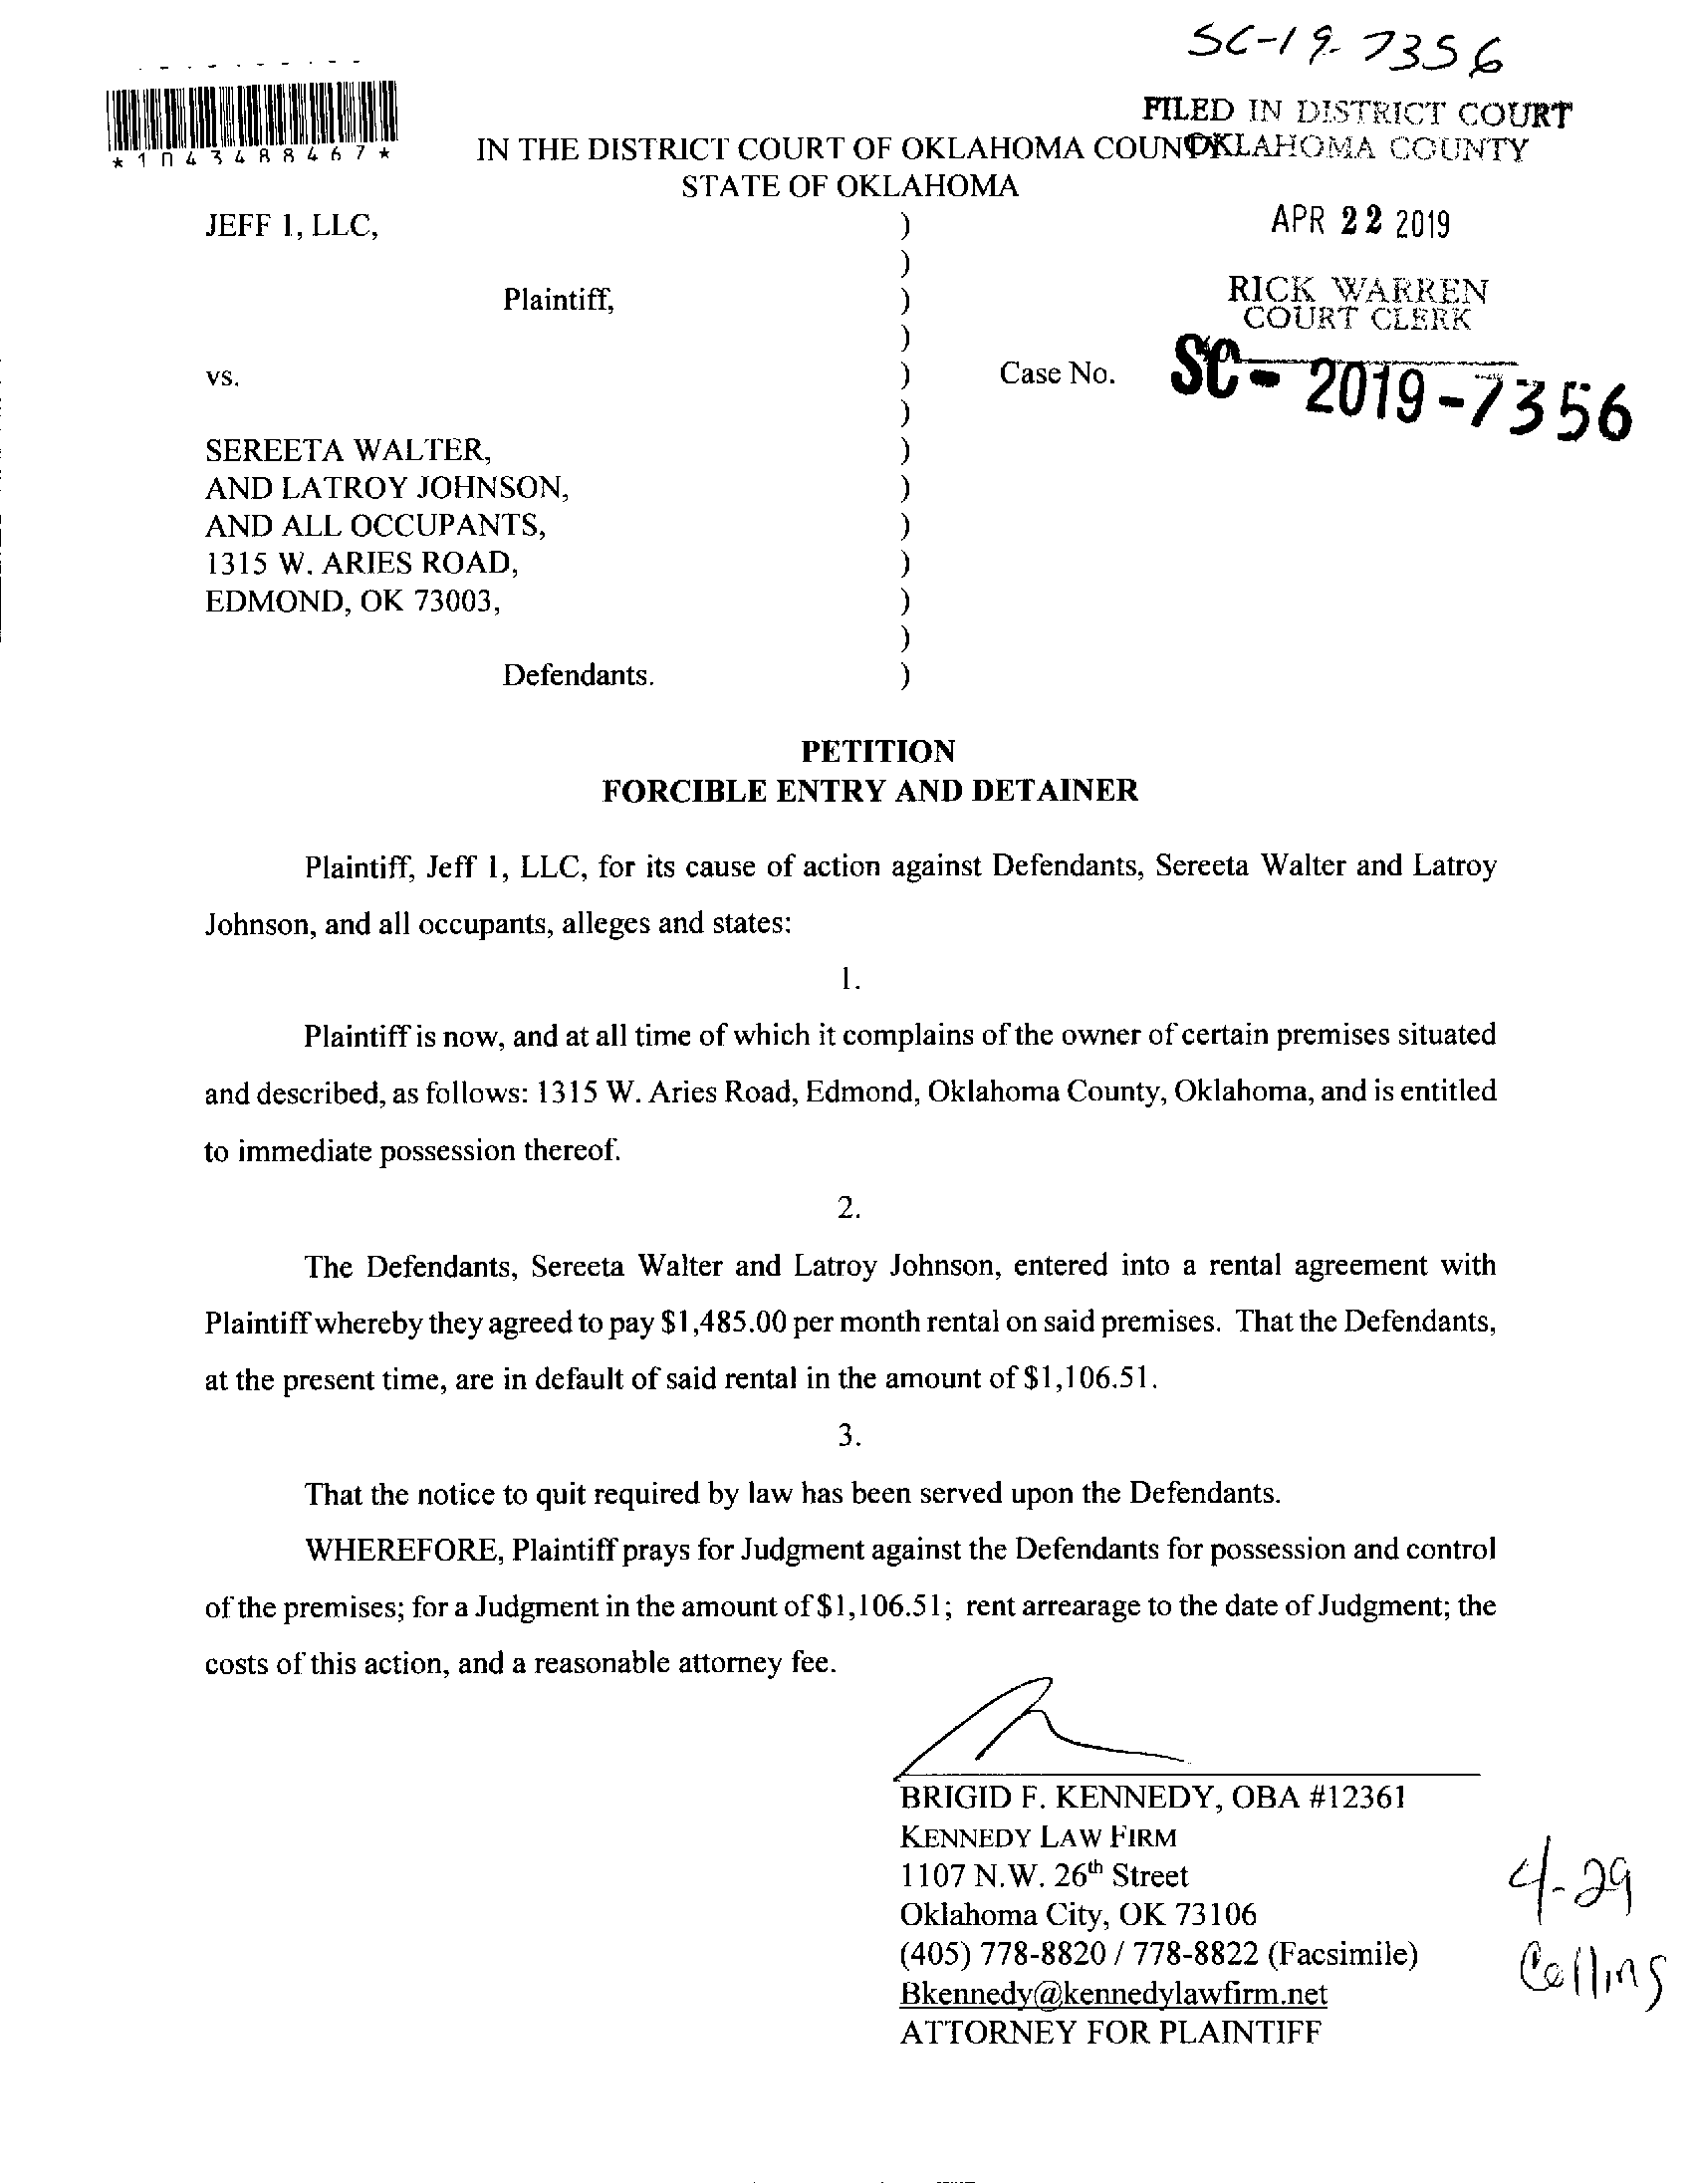 SC-19-7356
*1043488467*
FILED IN DISTRICT COURT
OKLAHOMA COUNTY
IN THE DISTRICT COURT OF OKLAHOMA COUN
STATE OF OKLAHOMA
APR 22 2019
RICK WARREN
COURT CLERK
JEFF 1, LLC, )
)
Plaintiff, )
)
vs. ) Case No. SC-2019-7356
)
SEREETA WALTER, )
AND LATROY JOHNSON, )
AND ALL OCCUPANTS, )
1315 W. ARIES ROAD, )
EDMOND, OK 73003, )
)
Defendants. )
PETITION
FORCIBLE ENTRY AND DETAINER
Plaintiff, Jeff 1, LLC, for its cause of action against Defendants, Sereeta Walter and Latroy
Johnson, and all occupants, alleges and states:
1.
Plaintiff is now, and at all time of which it complains of the owner of certain premises situated
and described, as follows: 1315 W. Aries Road, Edmond, Oklahoma County, Oklahoma, and is entitled
to immediate possession thereof.
2.
The Defendants, Sereeta Walter and Latroy Johnson, entered into a rental agreement with
Plaintiff whereby they agreed to pay $1,485.00 per month rental on said premises. That the Defendants,
at the present time, are in default of said rental in the amount of $1,106.51.
3.
That the notice to quit required by law has been served upon the Defendants.
WHEREFORE, Plaintiff prays for Judgment against the Defendants for possession and control
of the premises; for a Judgment in the amount of $1,106.51; rent arrearage to the date of Judgment; the
costs of this action, and a reasonable attorney fee.
BRIGID F. KENNEDY, OBA #12361
KENNEDY LAW FIRM
1107 N.W. 26th Street
Oklahoma City, OK 73106
(405) 778-8820 / 778-8822 (Facsimile)
Bkennedy@kennedylawfirm.net
ATTORNEY FOR PLAINTIFF
4-29
Collins